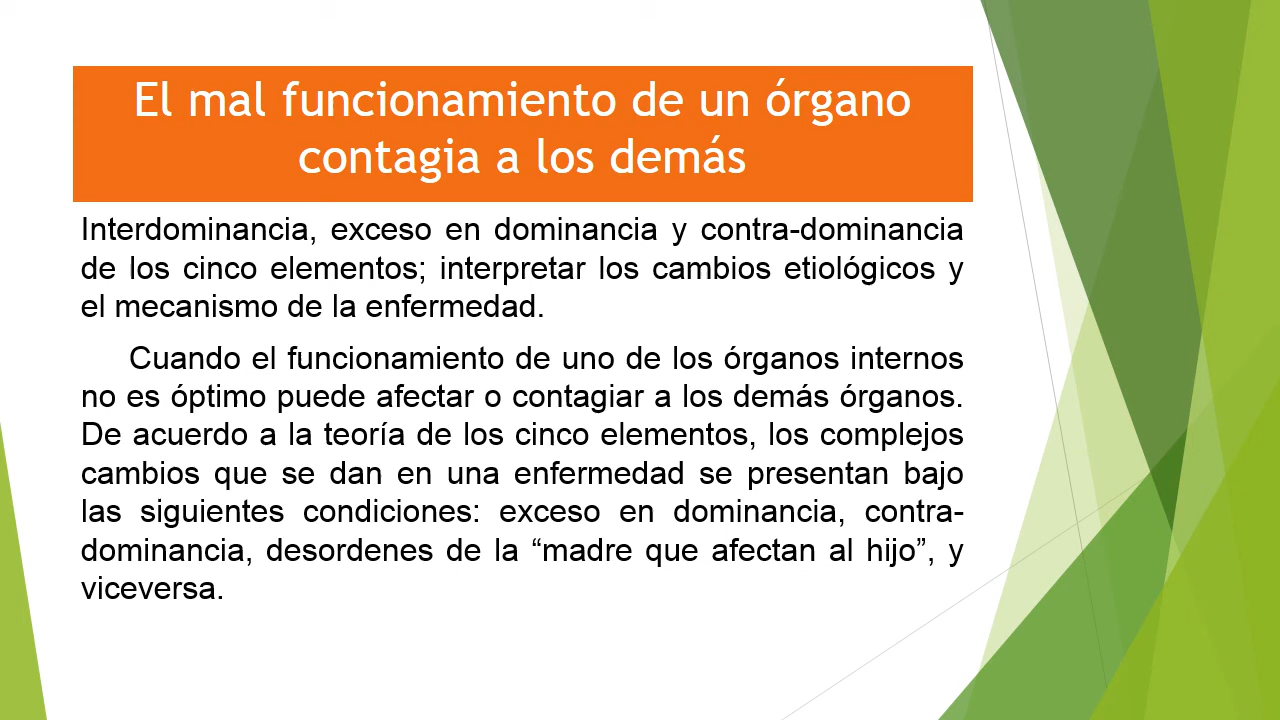 El mal funcionamiento de un órgano
contagia a los demás
Interdominancia, exceso en dominancia y contra-dominancia
de los cinco elementos; interpretar los cambios etiológicos y
el mecanismo de la enfermedad.
Cuando el funcionamiento de uno de los órganos internos
no es óptimo puede afectar o contagiar a los demás órganos.
De acuerdo a la teoría de los cinco elementos, los complejos
cambios que se dan en una enfermedad se presentan bajo
las siguientes condiciones: exceso en dominancia, contra-
dominancia, desordenes de la “madre que afectan al hijo”, y
viceversa.